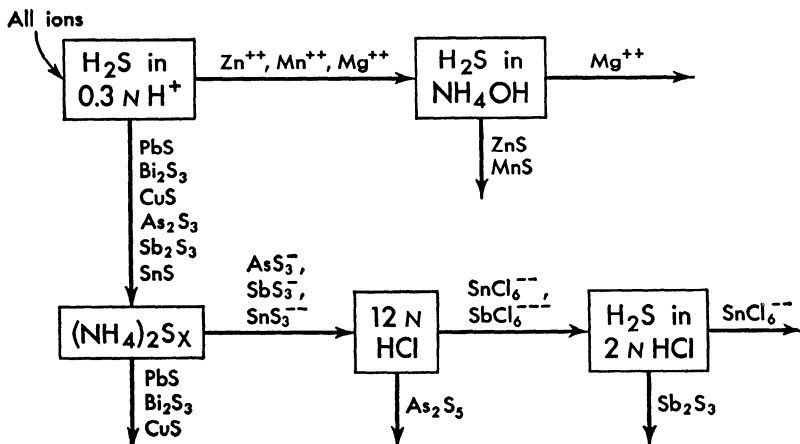 All ions
H₂S in
0.3 N H⁺
Zn⁺⁺, Mn⁺⁺, Mg⁺⁺
H₂S in
NH₄OH
Mg⁺⁺
PbS
Bi₂S₃
CuS
As₂S₃
Sb₂S₃
SnS
ZnS
MnS
(NH₄)₂Sx
AsS₃⁻,
SbS₃⁻,
SnS₃⁻⁻
12 N
HCl
SnCl₆⁻⁻,
SbCl₆⁻⁻⁻
H₂S in
2 N HCl
SnCl₆⁻⁻
PbS
Bi₂S₃
CuS
As₂S₅
Sb₂S₃